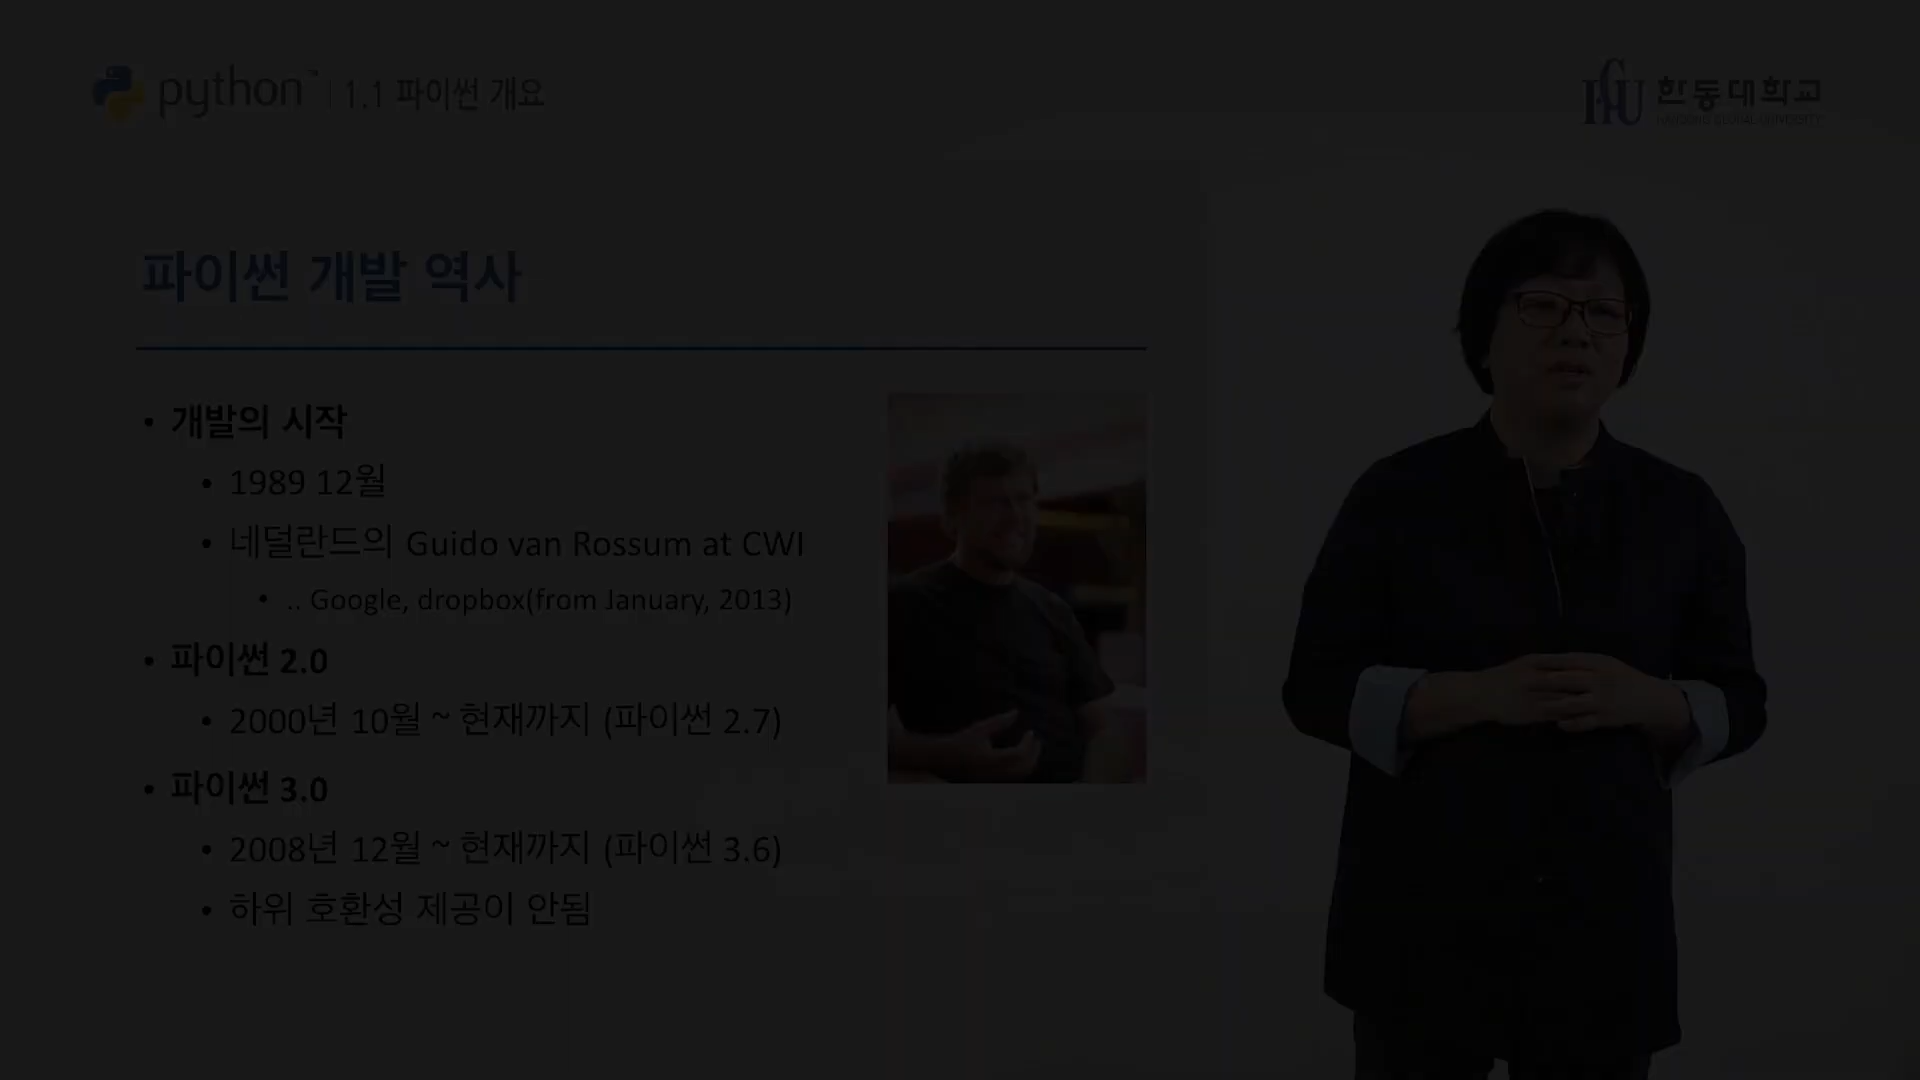 python™ | 1.1 파이썬 개요
한동대학교
HANDONG GLOBAL UNIVERSITY
파이썬 개발 역사
• 개발의 시작
• 1989 12월
• 네덜란드의 Guido van Rossum at CWI
• .. Google, dropbox(from January, 2013)
• 파이썬 2.0
• 2000년 10월 ~ 현재까지 (파이썬 2.7)
• 파이썬 3.0
• 2008년 12월 ~ 현재까지 (파이썬 3.6)
• 하위 호환성 제공이 안됨